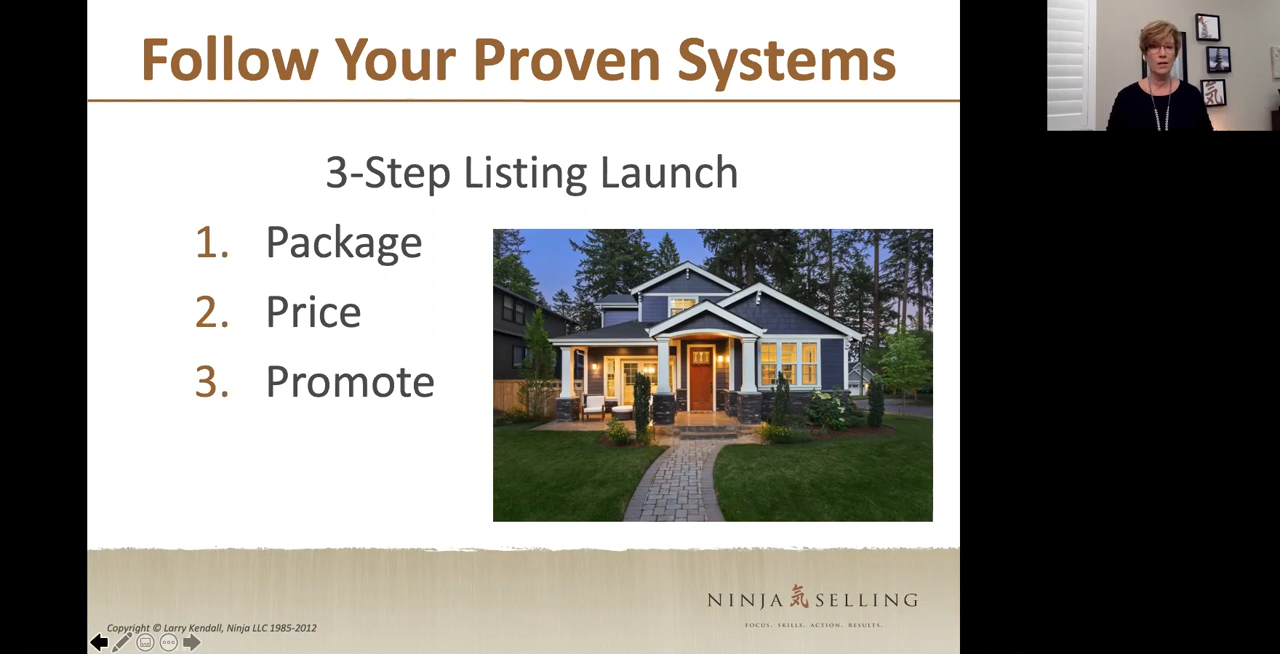 Follow Your Proven Systems
3-Step Listing Launch
1. Package
2. Price
3. Promote
NINJA 気 SELLING
FOCUS. SKILLS. ACTION. RESULTS.
Copyright © Larry Kendall, Ninja LLC 1985-2012
気